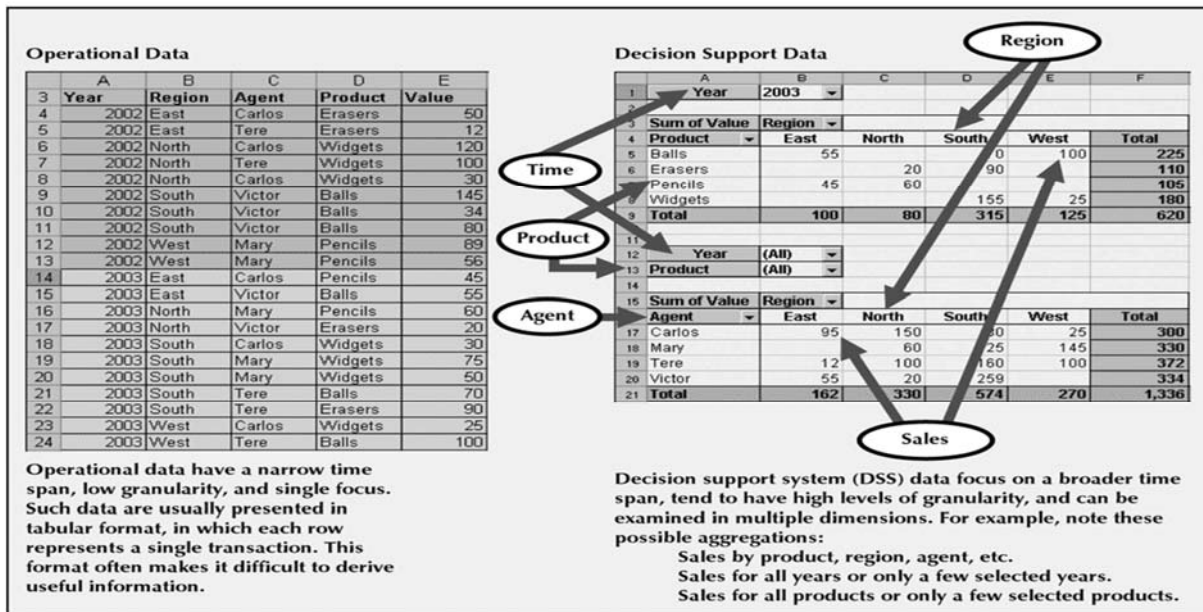 Operational Data
A B C D E
3 Year Region Agent Product Value
4 2002 East Carlos Erasers 50
5 2002 East Tere Erasers 12
6 2002 North Carlos Widgets 120
7 2002 North Tere Widgets 100
8 2002 North Carlos Widgets 30
9 2002 South Victor Balls 145
10 2002 South Victor Balls 34
11 2002 South Victor Balls 80
12 2002 West Mary Pencils 89
13 2002 West Mary Pencils 56
14 2003 East Carlos Pencils 45
15 2003 East Victor Balls 55
16 2003 North Mary Pencils 60
17 2003 North Victor Erasers 20
18 2003 South Carlos Widgets 30
19 2003 South Mary Widgets 75
20 2003 South Mary Widgets 50
21 2003 South Tere Balls 70
22 2003 South Tere Erasers 90
23 2003 West Carlos Widgets 25
24 2003 West Tere Balls 100
Operational data have a narrow time
span, low granularity, and single focus.
Such data are usually presented in
tabular format, in which each row
represents a single transaction. This
format often makes it difficult to derive
useful information.
Time
Product
Agent
Region
Sales
Decision Support Data
A B C D E F
1 Year 2003
3 Sum of Value Region
4 Product East North South West Total
5 Balls 55 100 225
6 Erasers 20 90 110
Pencils 45 60 105
Widgets 155 25 180
9 Total 100 80 315 125 620
11
12 Year (All)
13 Product (All)
14
15 Sum of Value Region
Agent East North South West Total
17 Carlos 95 150 25 300
18 Mary 60 145 330
19 Tere 12 100 160 100 372
20 Victor 55 20 259 334
21 Total 162 330 574 270 1,336
Decision support system (DSS) data focus on a broader time
span, tend to have high levels of granularity, and can be
examined in multiple dimensions. For example, note these
possible aggregations:
Sales by product, region, agent, etc.
Sales for all years or only a few selected years.
Sales for all products or only a few selected products.